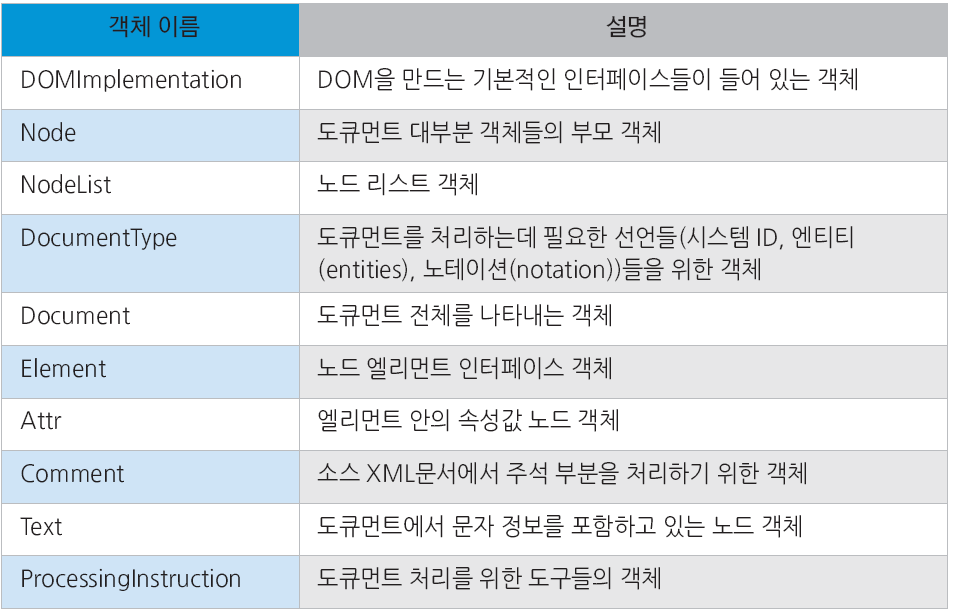 객체 이름 설명
DOMImplementation DOM을 만드는 기본적인 인터페이스들이 들어 있는 객체
Node 도큐먼트 대부분 객체들의 부모 객체
NodeList 노드 리스트 객체
DocumentType 도큐먼트를 처리하는데 필요한 선언들(시스템 ID, 엔티티
(entities), 노테이션(notation))들을 위한 객체
Document 도큐먼트 전체를 나타내는 객체
Element 노드 엘리먼트 인터페이스 객체
Attr 엘리먼트 안의 속성값 노드 객체
Comment 소스 XML문서에서 주석 부분을 처리하기 위한 객체
Text 도큐먼트에서 문자 정보를 포함하고 있는 노드 객체
ProcessingInstruction 도큐먼트 처리를 위한 도구들의 객체